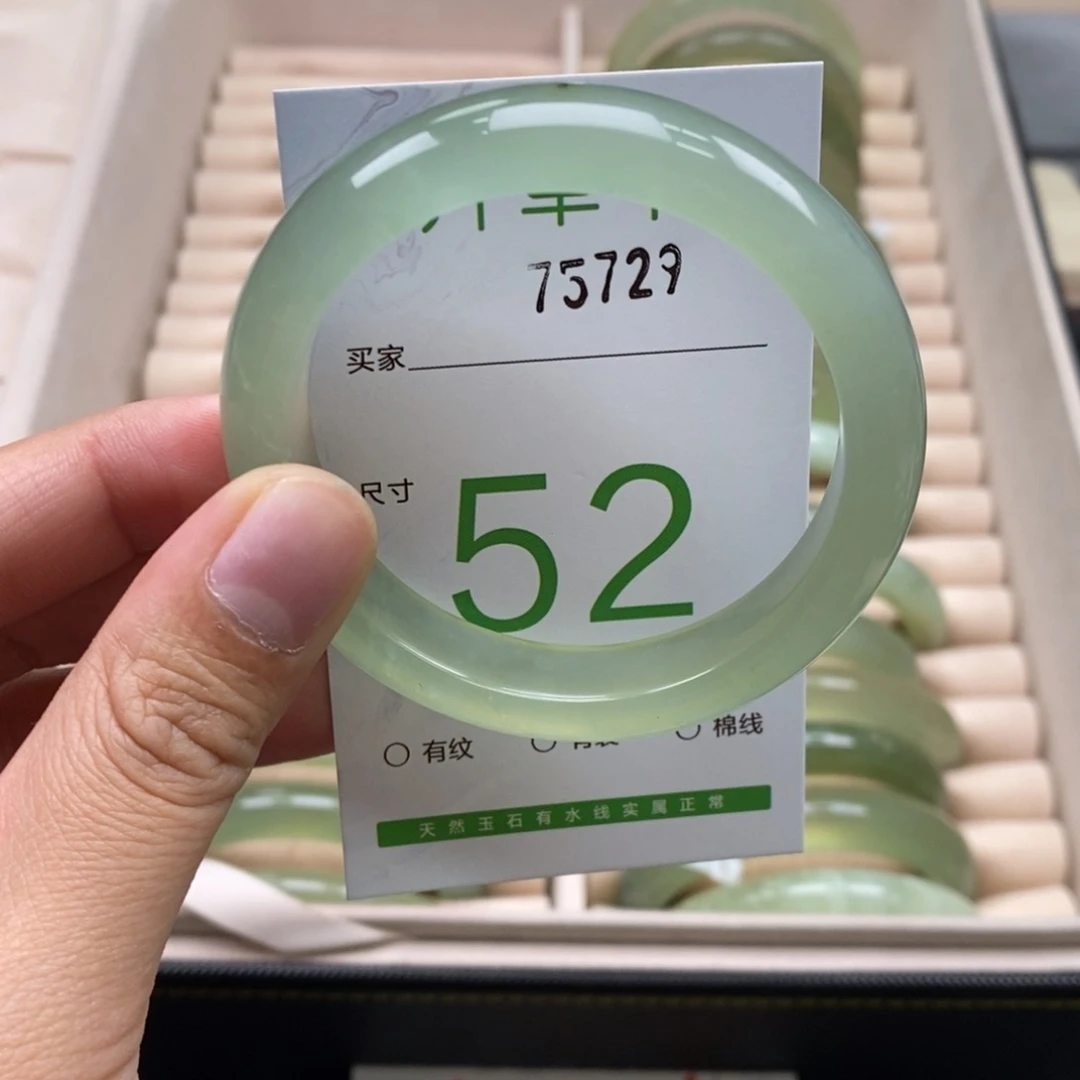 75729
买家
尺寸
52
有纹
棉线
天然玉石有水线实属正常